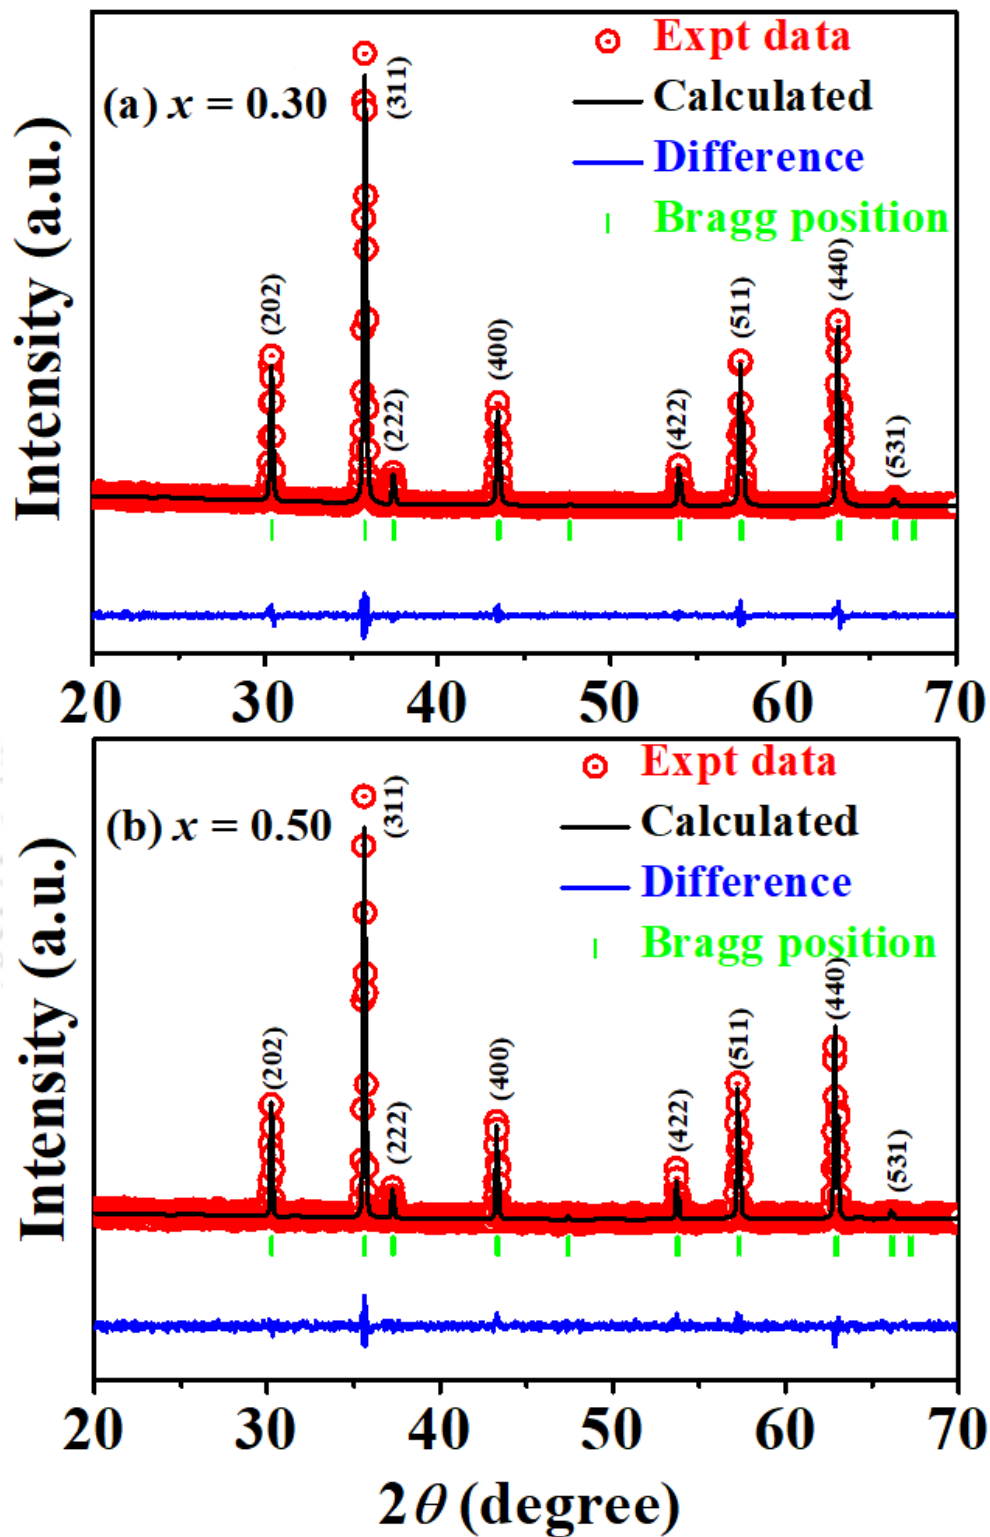 Expt data
(a) x = 0.30
Calculated
Difference
Bragg position
(202)
(311)
(222)
(400)
(422)
(511)
(440)
(531)
Intensity (a.u.)
20 30 40 50 60 70
Expt data
(b) x = 0.50
Calculated
Difference
Bragg position
(202)
(311)
(222)
(400)
(422)
(511)
(440)
(531)
Intensity (a.u.)
20 30 40 50 60 70
2θ (degree)